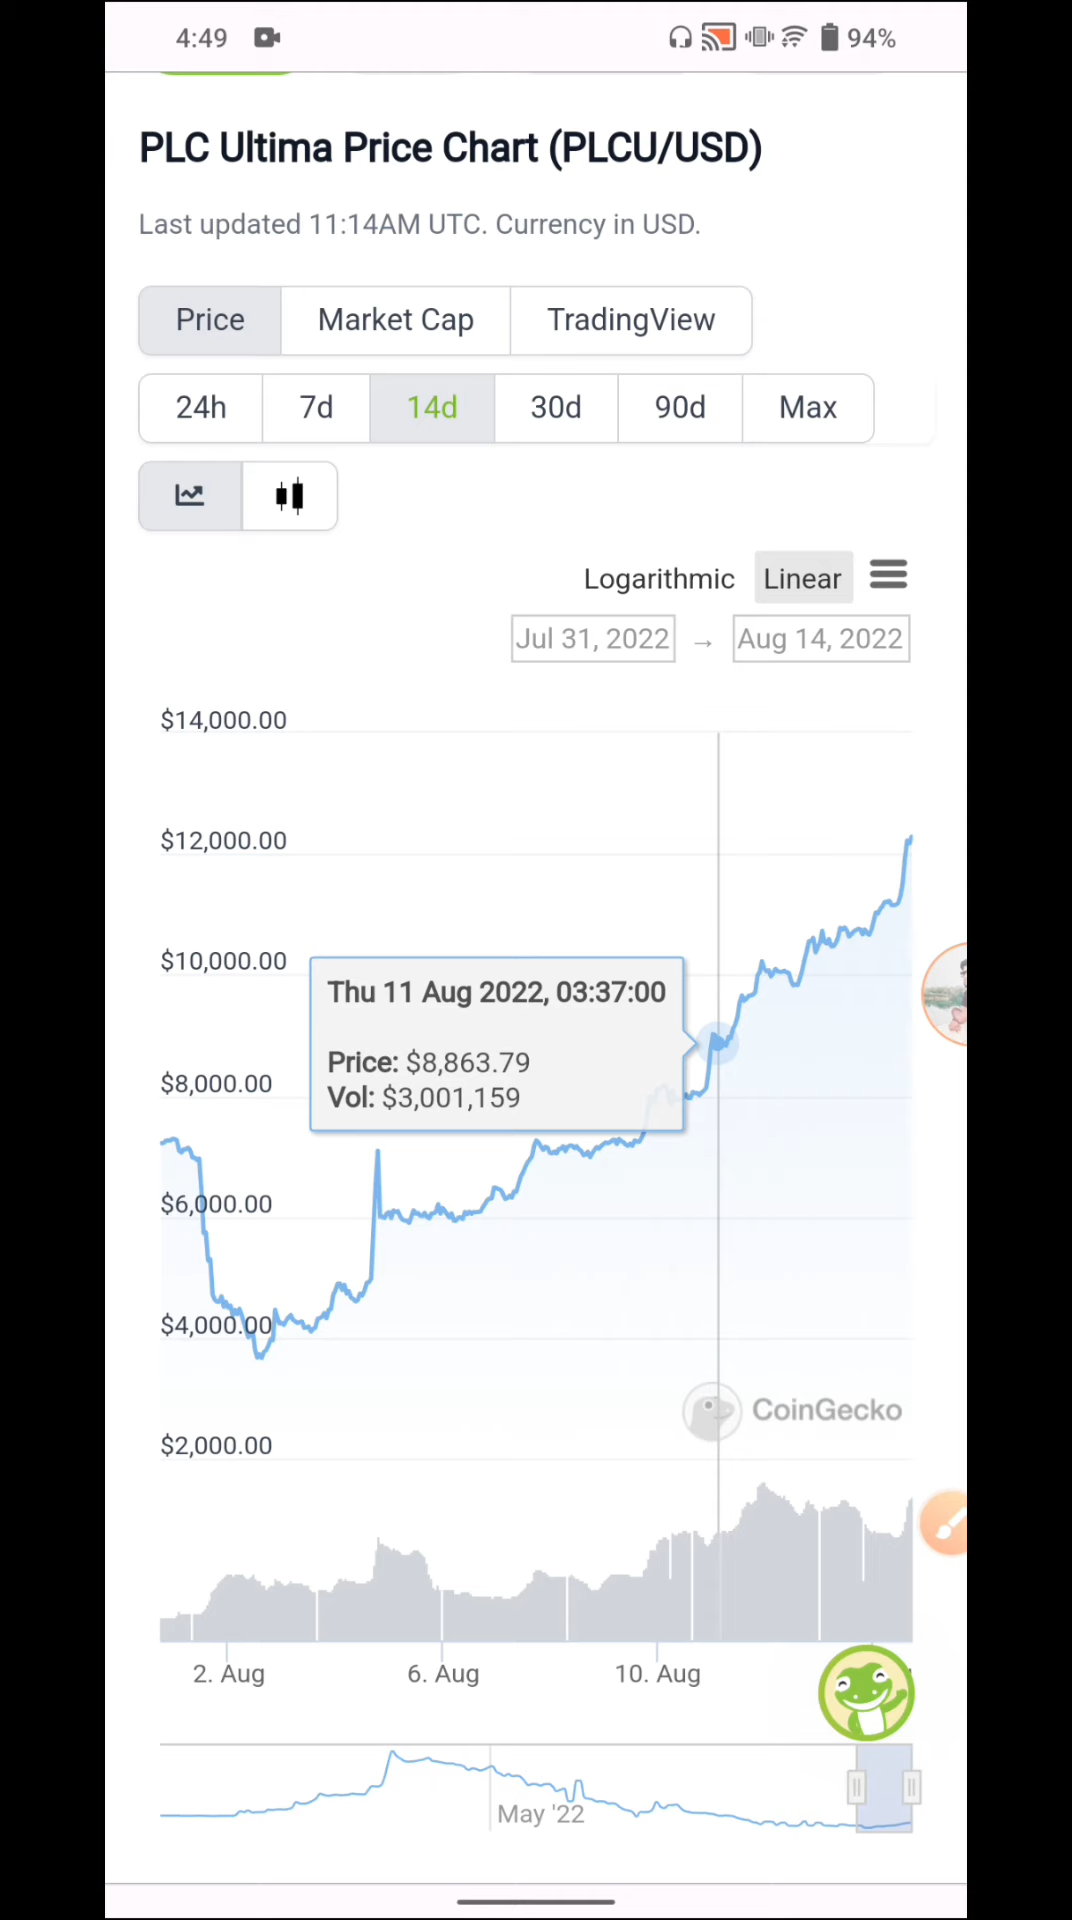 4:49 94%
PLC Ultima Price Chart (PLCU/USD)
Last updated 11:14AM UTC. Currency in USD.
Price Market Cap TradingView
24h 7d 14d 30d 90d Max
Logarithmic Linear
Jul 31, 2022 → Aug 14, 2022
$14,000.00
$12,000.00
$10,000.00
Thu 11 Aug 2022, 03:37:00
Price: $8,863.79
$8,000.00
Vol: $3,001,159
$6,000.00
$4,000.00
CoinGecko
$2,000.00
2. Aug 6. Aug 10. Aug
May '22